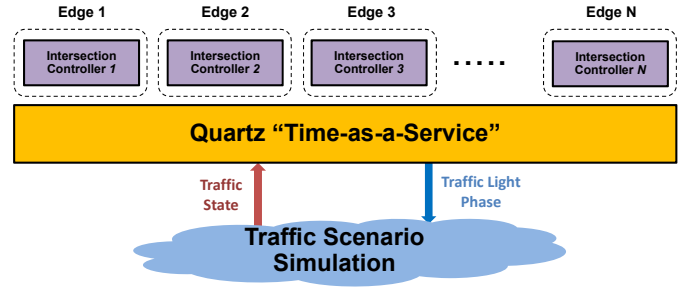 Edge 1 Edge 2 Edge 3 Edge N
Intersection Intersection Intersection Intersection
Controller 1 Controller 2 Controller 3 ..... Controller N
Quartz “Time-as-a-Service”
Traffic Traffic Light
State Phase
Traffic Scenario
Simulation